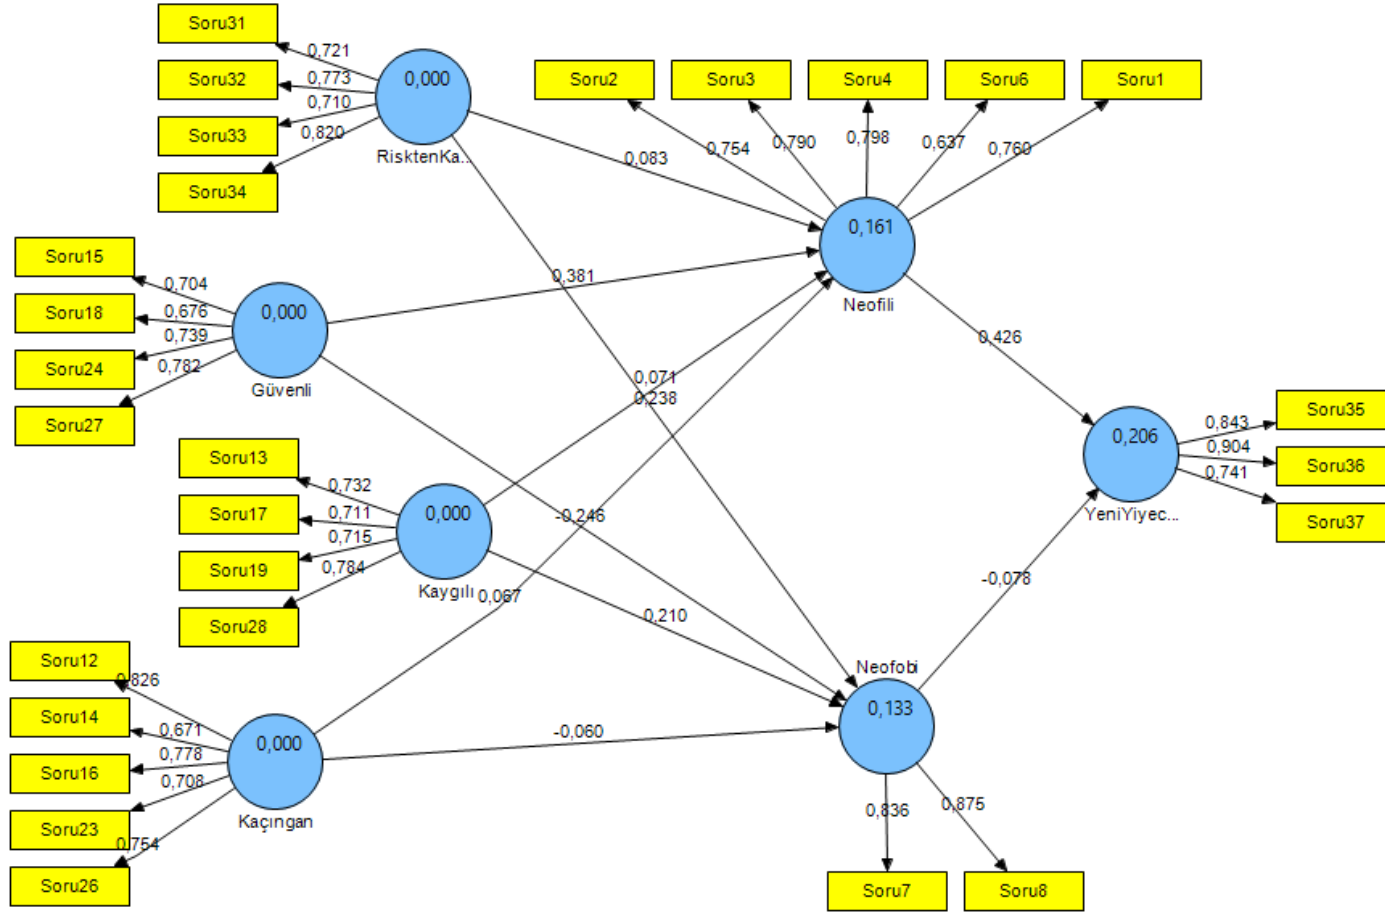 Soru31
0,721
0,000
Soru32
0,773
Soru33
0,710
0,820
Soru34
RisktenKa...
Soru2
Soru3
Soru4
Soru6
Soru1
0,754
0,790
0,798
0,637
0,760
0,083
0,161
Neofili
Soru15
0,704
0,000
Soru18
0,676
0,739
Soru24
0,782
Soru27
Güvenli
0,381
0,426
0,071
0,238
Soru35
0,843
0,206
0,904
Soru36
0,741
Soru37
YeniYiyec...
Soru13
0,732
0,000
Soru17
0,711
0,715
Soru19
0,784
Soru28
Kaygılı
-0,246
0,067
0,210
-0,078
Soru12
0,826
Soru14
0,671
0,000
0,778
Soru16
0,708
Soru23
0,754
Soru26
Kaçıngan
-0,060
Neofobi
0,133
0,836
0,875
Soru7
Soru8